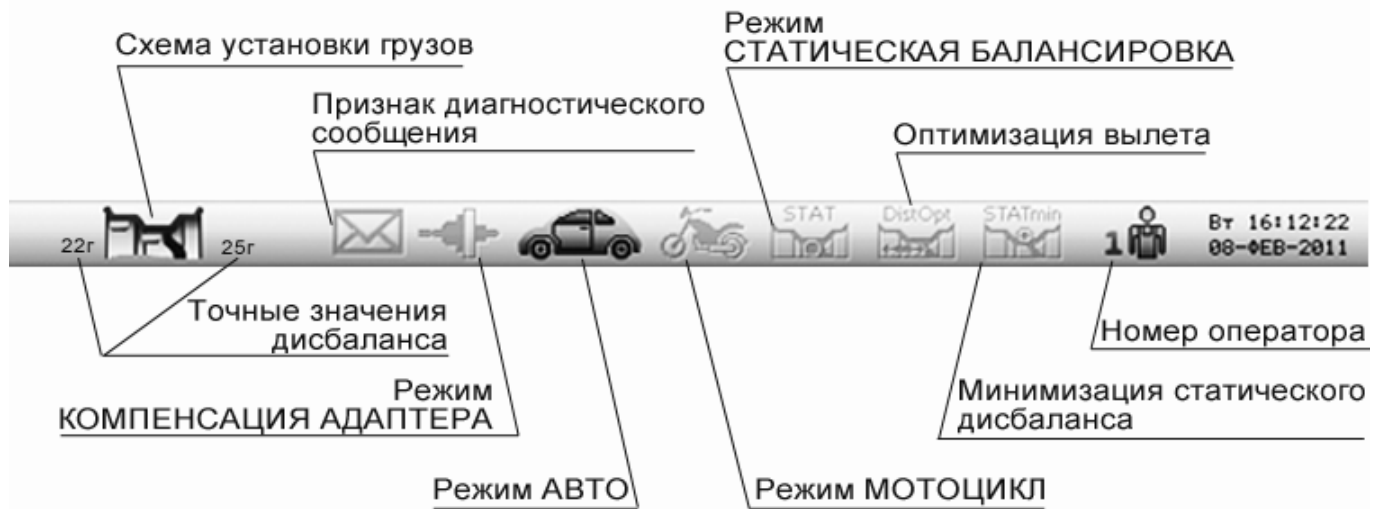 Режим
СТАТИЧЕСКАЯ БАЛАНСИРОВКА
Схема установки грузов
Признак диагностического
сообщения
Оптимизация вылета
22г
25г
STAT
DistOpt
STATmin
1
Вт 16:12:22
08-ФЕВ-2011
Точные значения
дисбаланса
Номер оператора
Режим
КОМПЕНСАЦИЯ АДАПТЕРА
Минимизация статического
дисбаланса
Режим АВТО
Режим МОТОЦИКЛ